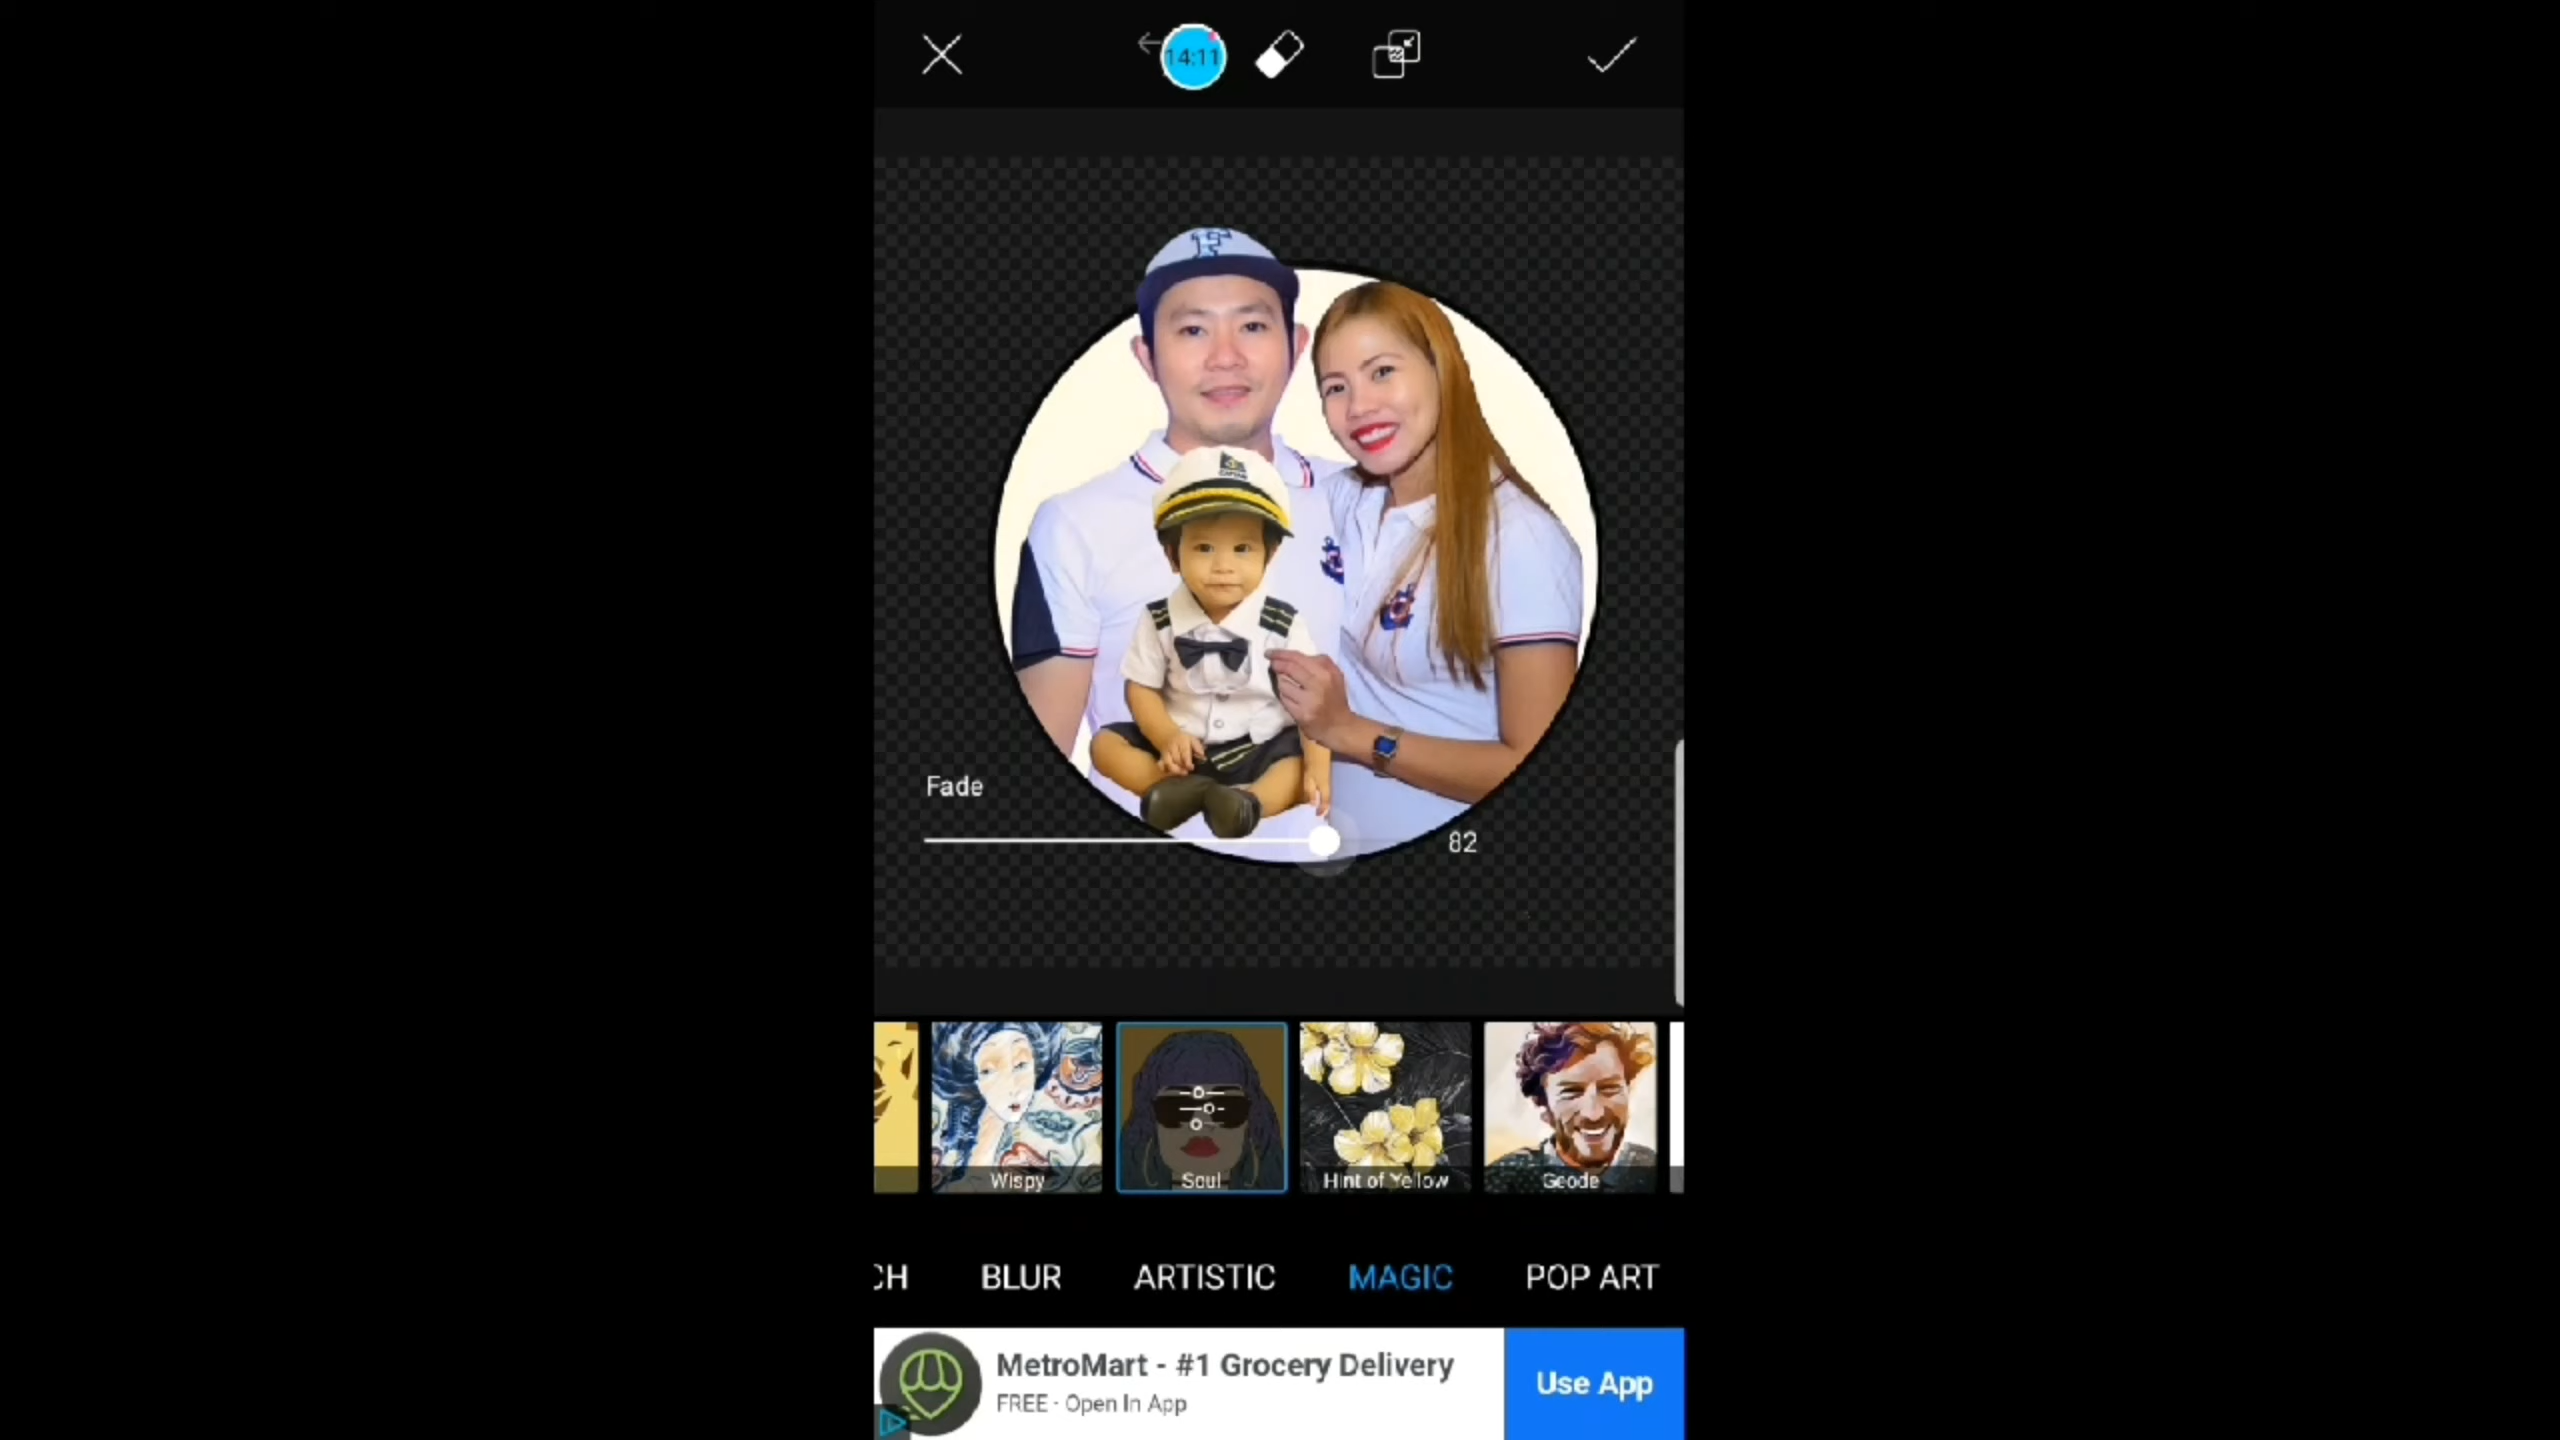 14:11
F
Fade
82
Wispy
Soul
Hint of Yellow
Geode
CH
BLUR
ARTISTIC
MAGIC
POP ART
MetroMart - #1 Grocery Delivery
FREE - Open In App
Use App